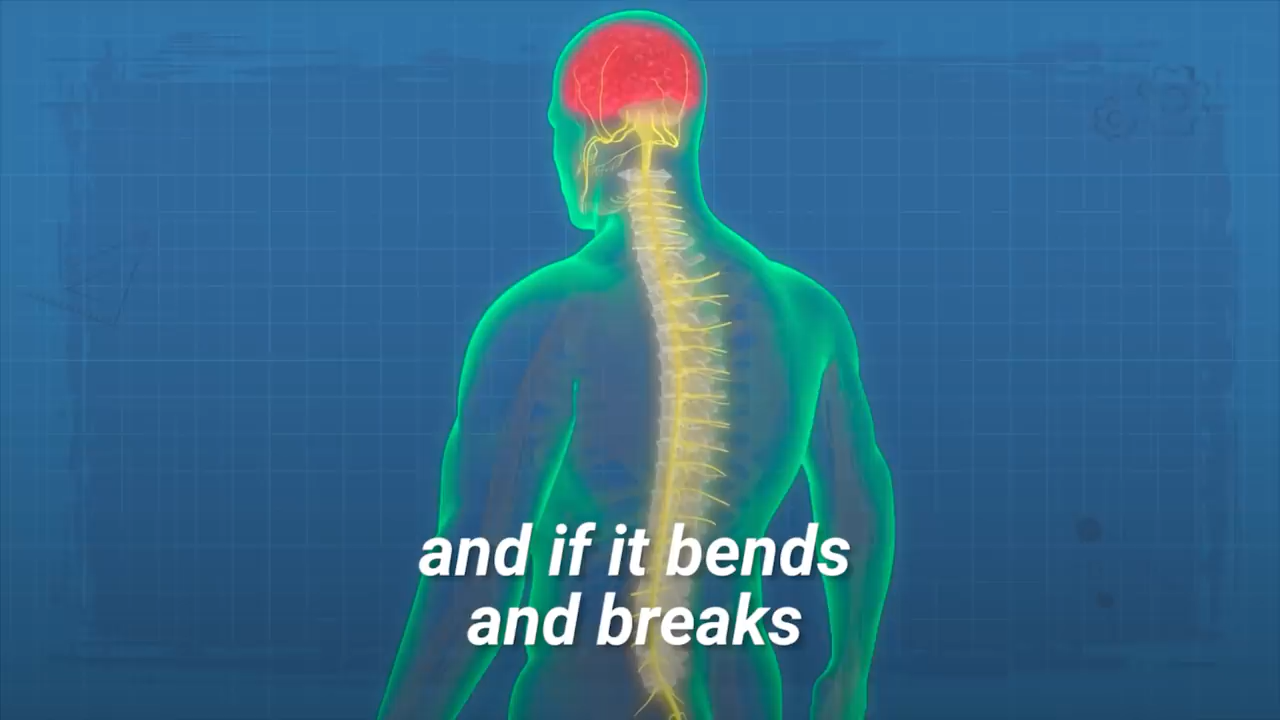 and if it bends
and breaks